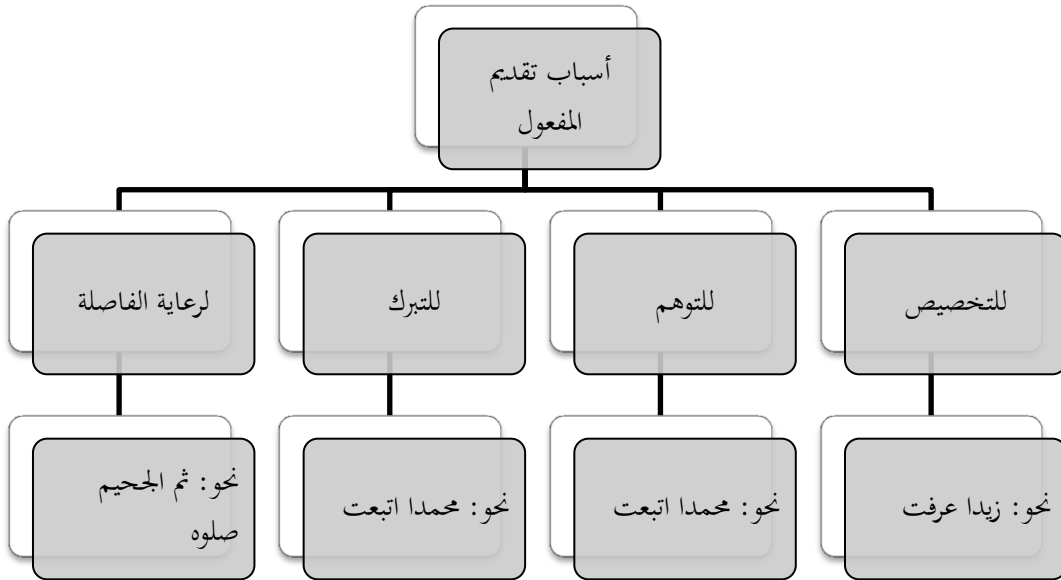 أسباب تقديم
المفعول
للتخصيص
للتوهم
للتبرك
لرعاية الفاصلة
نحو: زيدا عرفت
نحو: محمدا اتبعت
نحو: محمدا اتبعت
نحو: ثم الجحيم
صلوه